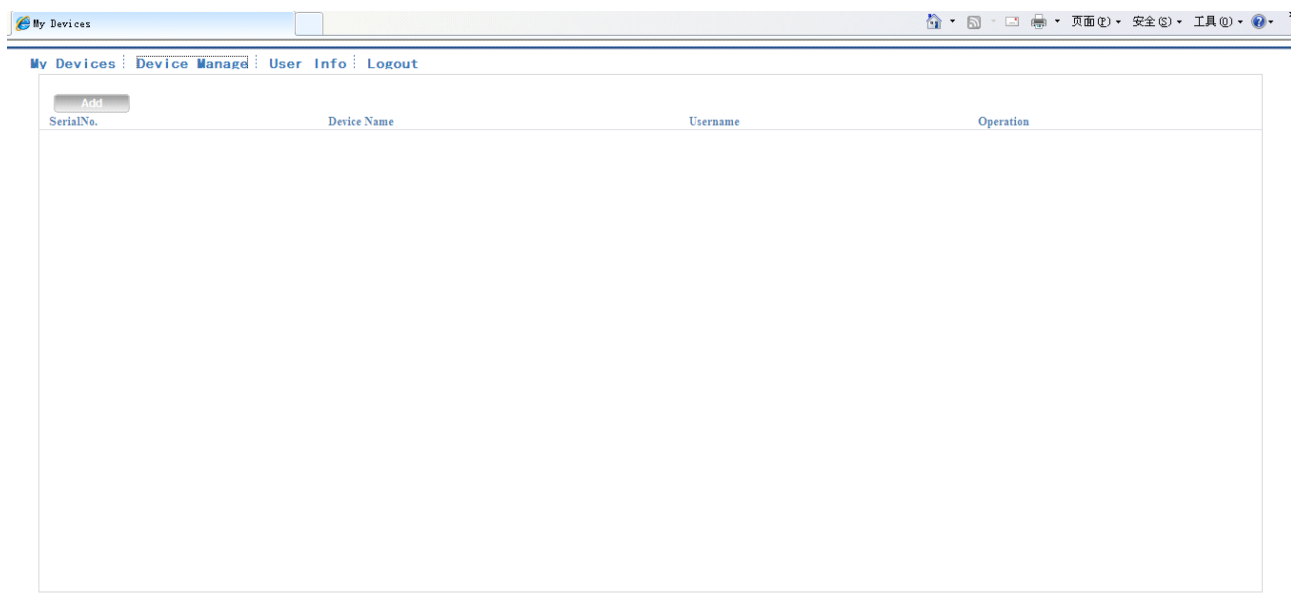 My Devices 页面(P) 安全(S) 工具(O)
My Devices Device Manage User Info Logout
Add
SerialNo. Device Name Username Operation